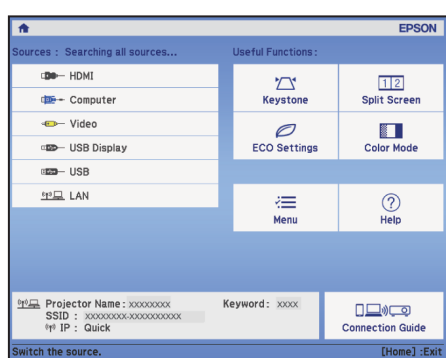 EPSON
Sources : Searching all sources...
Useful Functions :
HDMI
Computer
Video
USB Display
USB
LAN
Keystone
1 2
Split Screen
ECO Settings
Color Mode
Menu
?
Help
Projector Name : xxxxxxxx
Keyword : xxxx
SSID : xxxxxxxx-xxxxxxxxxx
IP : Quick
Connection Guide
Switch the source.
[Home] :Exit